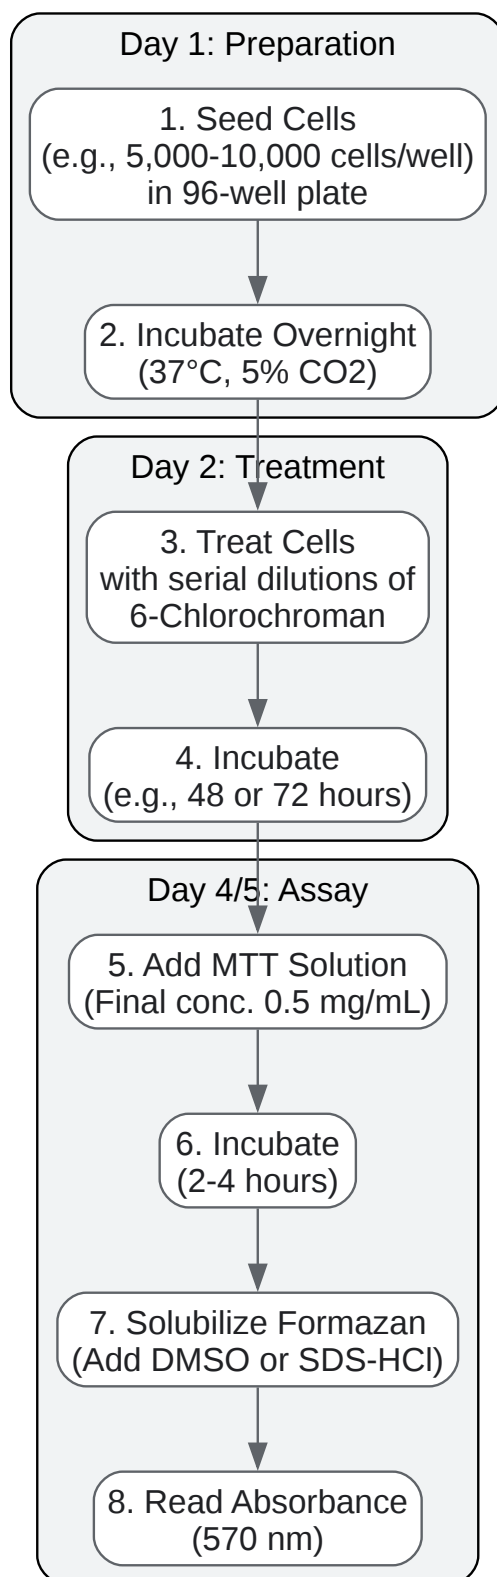 Day 1: Preparation
1. Seed Cells
(e.g., 5,000-10,000 cells/well)
in 96-well plate
2. Incubate Overnight
(37°C, 5% CO2)
Day 2: Treatment
3. Treat Cells
with serial dilutions of
6-Chlorochroman
4. Incubate
(e.g., 48 or 72 hours)
Day 4/5: Assay
5. Add MTT Solution
(Final conc. 0.5 mg/mL)
6. Incubate
(2-4 hours)
7. Solubilize Formazan
(Add DMSO or SDS-HCl)
8. Read Absorbance
(570 nm)